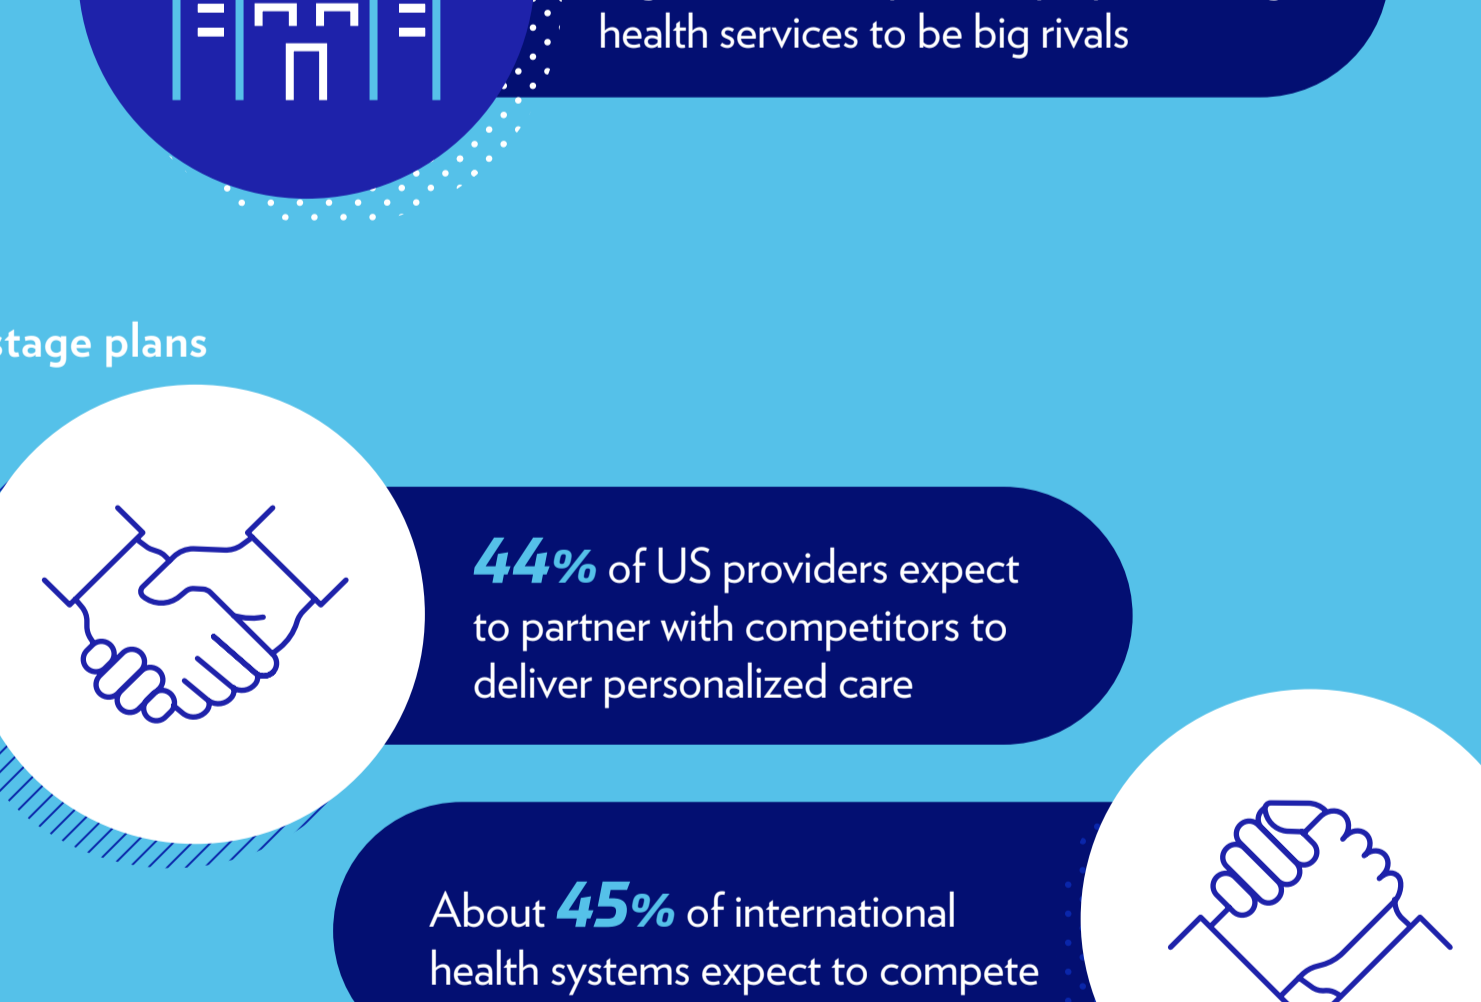 health services to be big rivals
stage plans
44% of US providers expect
to partner with competitors to
deliver personalized care
About 45% of international
health systems expect to compete